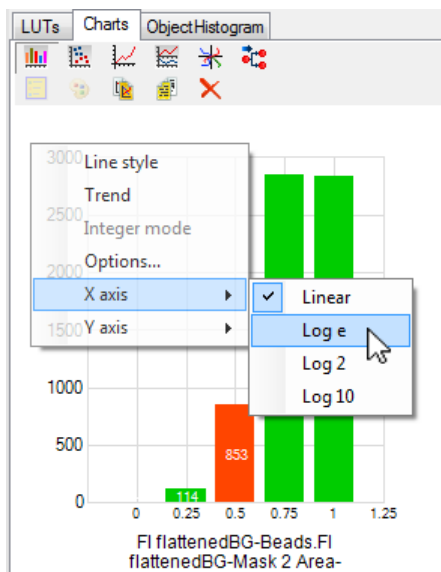 LUTs Charts ObjectHistogram
3000
Line style
Trend
2500
Integer mode
Options...
2000
X axis
Linear
1500
Y axis
Log e
Log 2
1000
Log 10
500
853
114
0
0 0.25 0.5 0.75 1 1.25
FI flattenedBG-Beads.FI
flattenedBG-Mask 2 Area-